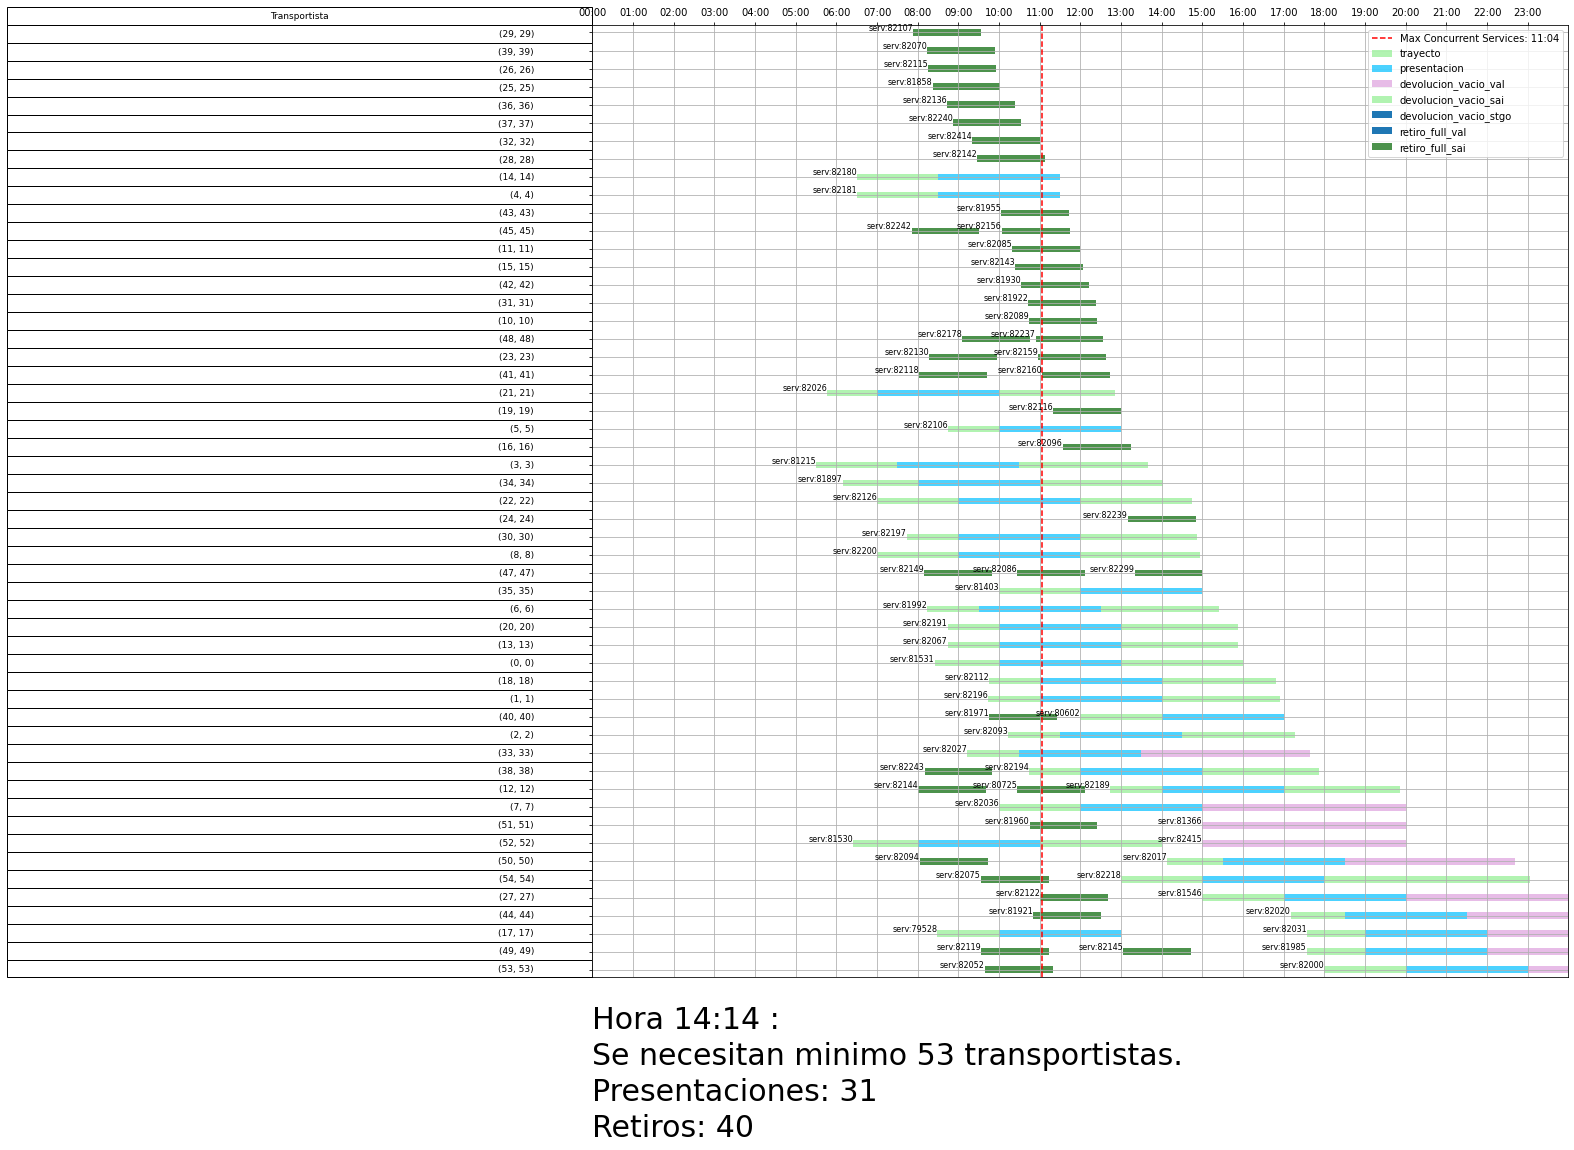 Transportista
00:00 01:00 02:00 03:00 04:00 05:00 06:00 07:00 08:00 09:00 10:00 11:00 12:00 13:00 14:00 15:00 16:00 17:00 18:00 19:00 20:00 21:00 22:00 23:00
Max Concurrent Services: 11:04
trayecto
presentacion
devolucion_vacio_val
devolucion_vacio_sai
devolucion_vacio_stgo
retiro_full_val
retiro_full_sai
(29, 29) serv:82107
(39, 39) serv:82070
(26, 26) serv:82115
(25, 25) serv:81858
(36, 36) serv:82136
(37, 37) serv:82240
(32, 32) serv:82414
(28, 28) serv:82142
(14, 14) serv:82180
(4, 4) serv:82181
(43, 43) serv:81955
(45, 45) serv:82242 serv:82156
(11, 11) serv:82085
(15, 15) serv:82143
(42, 42) serv:81930
(31, 31) serv:81922
(10, 10) serv:82089
(48, 48) serv:82178 serv:82237
(23, 23) serv:82130 serv:82159
(41, 41) serv:82118 serv:82160
(21, 21) serv:82026
(19, 19) serv:82116
(5, 5) serv:82106
(16, 16) serv:82096
(3, 3) serv:81215
(34, 34) serv:81897
(22, 22) serv:82126
(24, 24) serv:82239
(30, 30) serv:82197
(8, 8) serv:82200
(47, 47) serv:82149 serv:82086 serv:82299
(35, 35) serv:81403
(6, 6) serv:81992
(20, 20) serv:82191
(13, 13) serv:82067
(0, 0) serv:81531
(18, 18) serv:82112
(1, 1) serv:82196
(40, 40) serv:81971 serv:80602
(2, 2) serv:82093
(33, 33) serv:82027
(38, 38) serv:82243 serv:82194
(12, 12) serv:82144 serv:80725 serv:82189
(7, 7) serv:82036
(51, 51) serv:81960 serv:81366
(52, 52) serv:81530 serv:82415
(50, 50) serv:82094 serv:82017
(54, 54) serv:82075 serv:82218
(27, 27) serv:82122 serv:81546
(44, 44) serv:81921 serv:82020
(17, 17) serv:79528 serv:82031
(49, 49) serv:82119 serv:82145 serv:81985
(53, 53) serv:82052 serv:82000
Hora 14:14 :
Se necesitan minimo 53 transportistas.
Presentaciones: 31
Retiros: 40